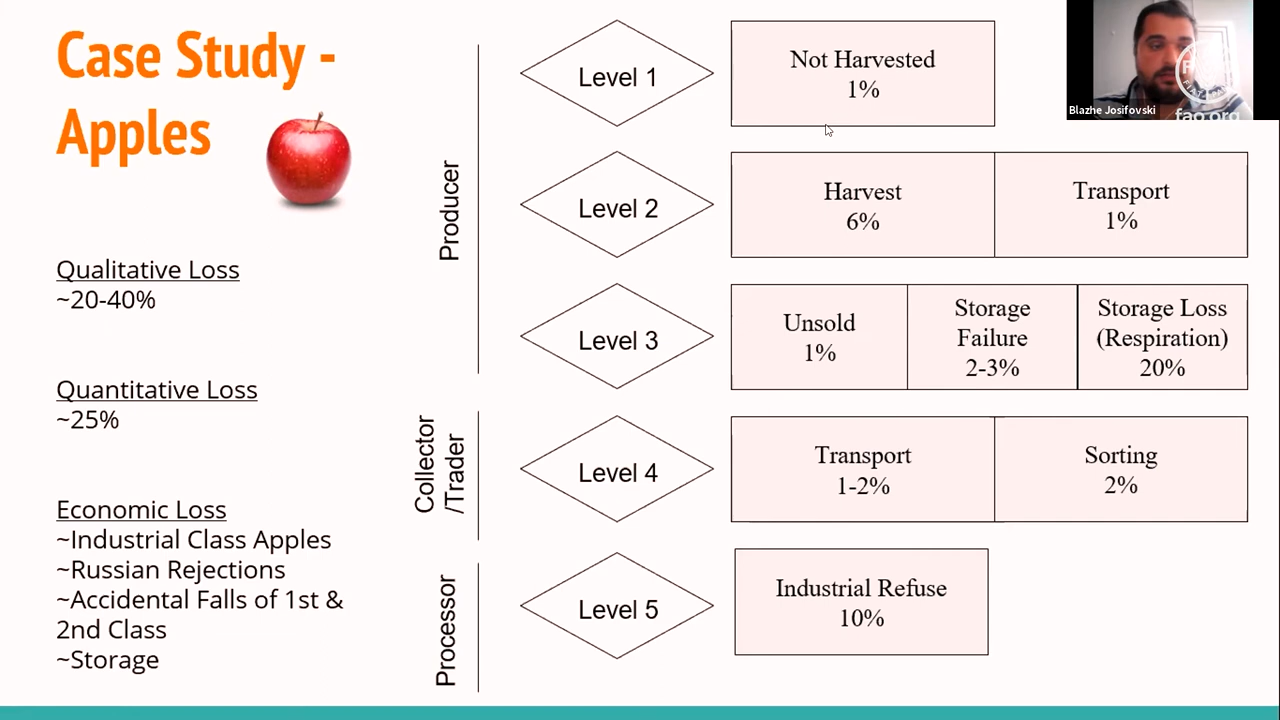 Case Study -
Apples
Qualitative Loss
~20-40%
Quantitative Loss
~25%
Economic Loss
~Industrial Class Apples
~Russian Rejections
~Accidental Falls of 1st &
2nd Class
~Storage
Producer
Level 1
Not Harvested
1%
Level 2
Harvest
6%
Transport
1%
Level 3
Unsold
1%
Storage
Failure
2-3%
Storage Loss
(Respiration)
20%
Collector
/Trader
Level 4
Transport
1-2%
Sorting
2%
Processor
Level 5
Industrial Refuse
10%
Blazhe Josifovski
fao.org